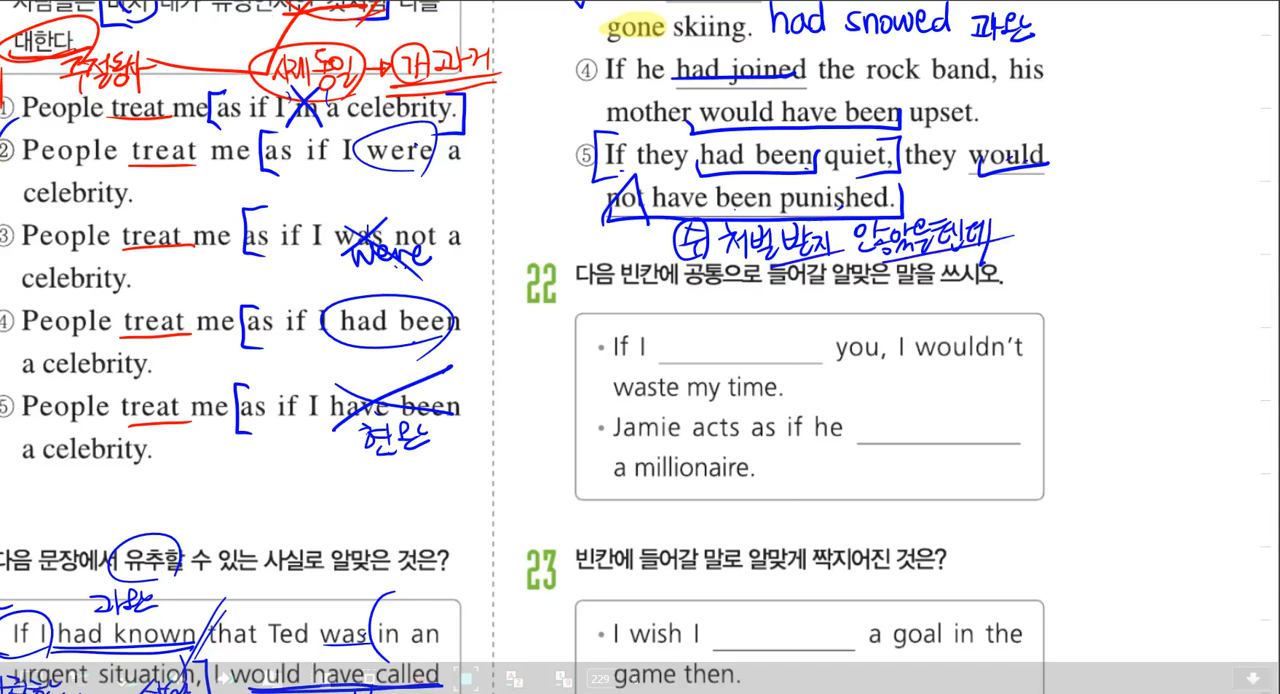 대한다.
주절동사
시제 동일 → 가 과거
① People treat me as if I'm a celebrity.
② People treat me as if I were a
celebrity.
③ People treat me as if I was not a
were
celebrity.
④ People treat me as if I had been
a celebrity.
⑤ People treat me as if I have been
현완
a celebrity.
다음 문장에서 유추할 수 있는 사실로 알맞은 것은?
과완
If I had known that Ted was in an
urgent situation, I would have called
gone skiing. had snowed 과완
④ If he had joined the rock band, his
mother would have been upset.
⑤ If they had been quiet, they would
not have been punished.
수 처벌 받지 않았을텐데
22 다음 빈칸에 공통으로 들어갈 알맞은 말을 쓰시오.
• If I ____________ you, I wouldn't
waste my time.
• Jamie acts as if he ____________
a millionaire.
23 빈칸에 들어갈 말로 알맞게 짝지어진 것은?
• I wish I ____________ a goal in the
game then.
229